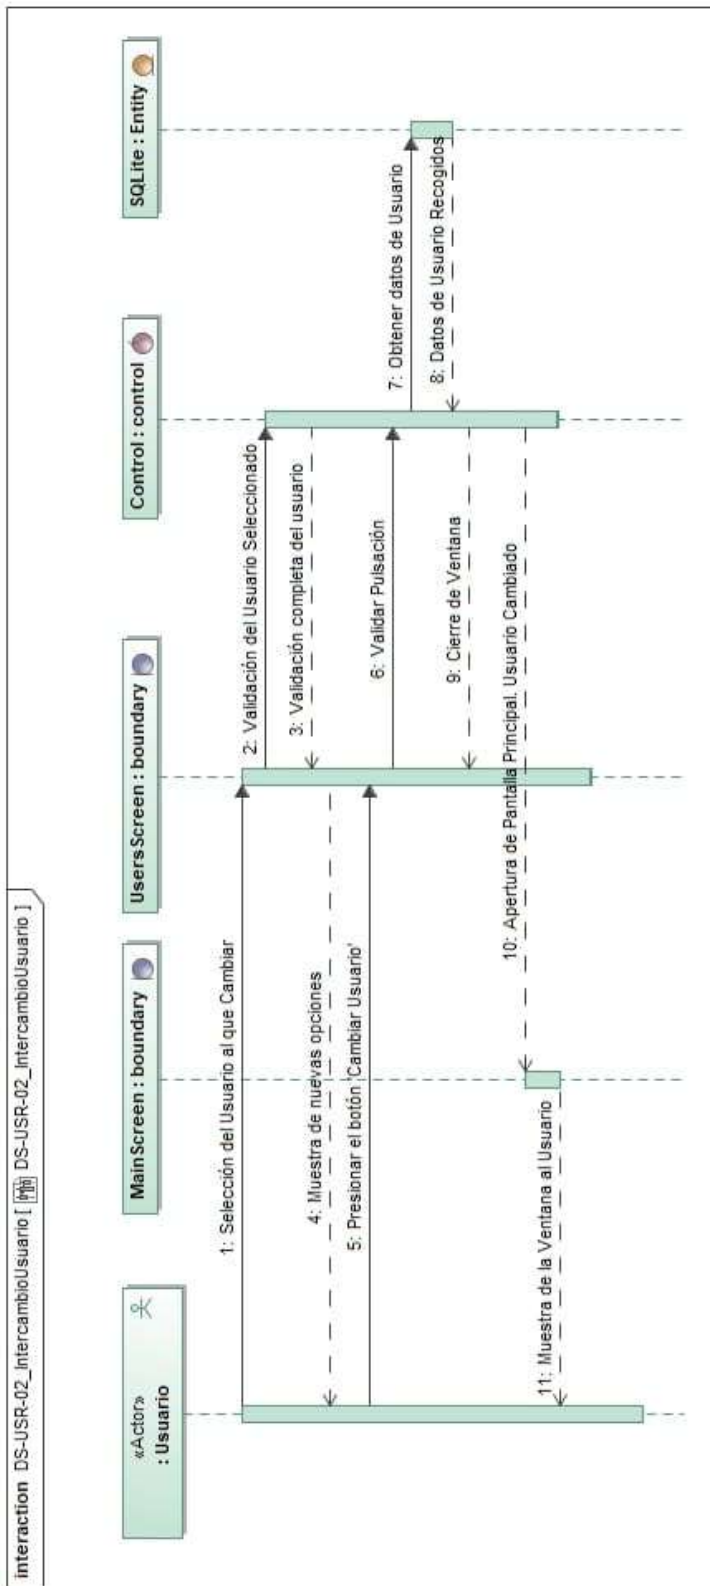 interaction DS-USR-02_IntercambioUsuario [ DS-USR-02_IntercambioUsuario ]
«Actor»
: Usuario
MainScreen : boundary
UsersScreen : boundary
Control : control
SQLite : Entity
1: Selección del Usuario al que Cambiar
2: Validación del Usuario Seleccionado
3: Validación completa del usuario
4: Muestra de nuevas opciones
5: Presionar el botón 'Cambiar Usuario'
6: Validar Pulsación
7: Obtener datos de Usuario
8: Datos de Usuario Recogidos
9: Cierre de Ventana
10: Apertura de Pantalla Principal. Usuario Cambiado
11: Muestra de la Ventana al Usuario